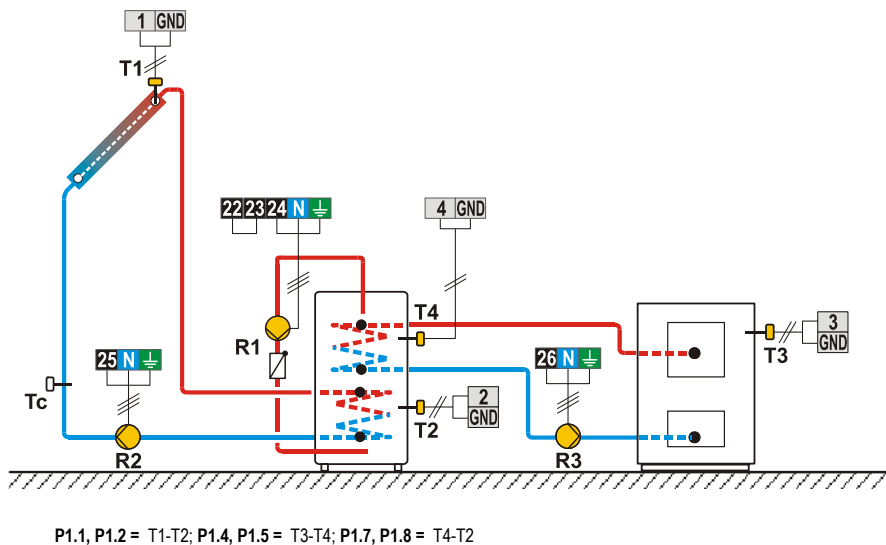 1 GND
T1
22 23 24 N
4 GND
T4
R1
3
GND
T3
25 N
26 N
Tc
2
GND
T2
R2
R3
P1.1, P1.2 = T1-T2; P1.4, P1.5 = T3-T4; P1.7, P1.8 = T4-T2